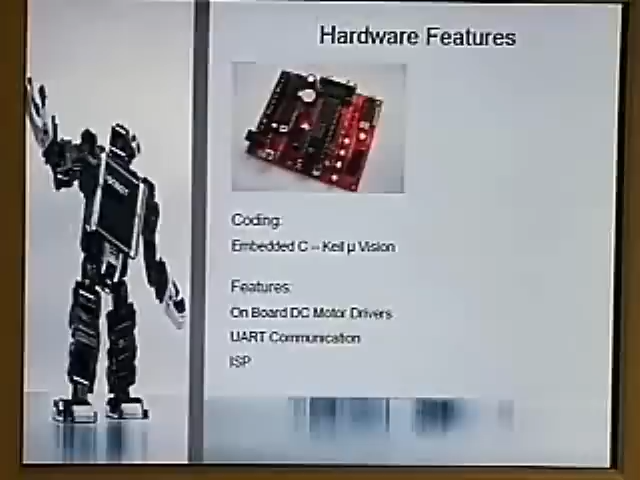 Hardware Features
Coding:
Embedded C -- Keil µ Vision
Features:
On Board DC Motor Drivers
UART Communication
ISP